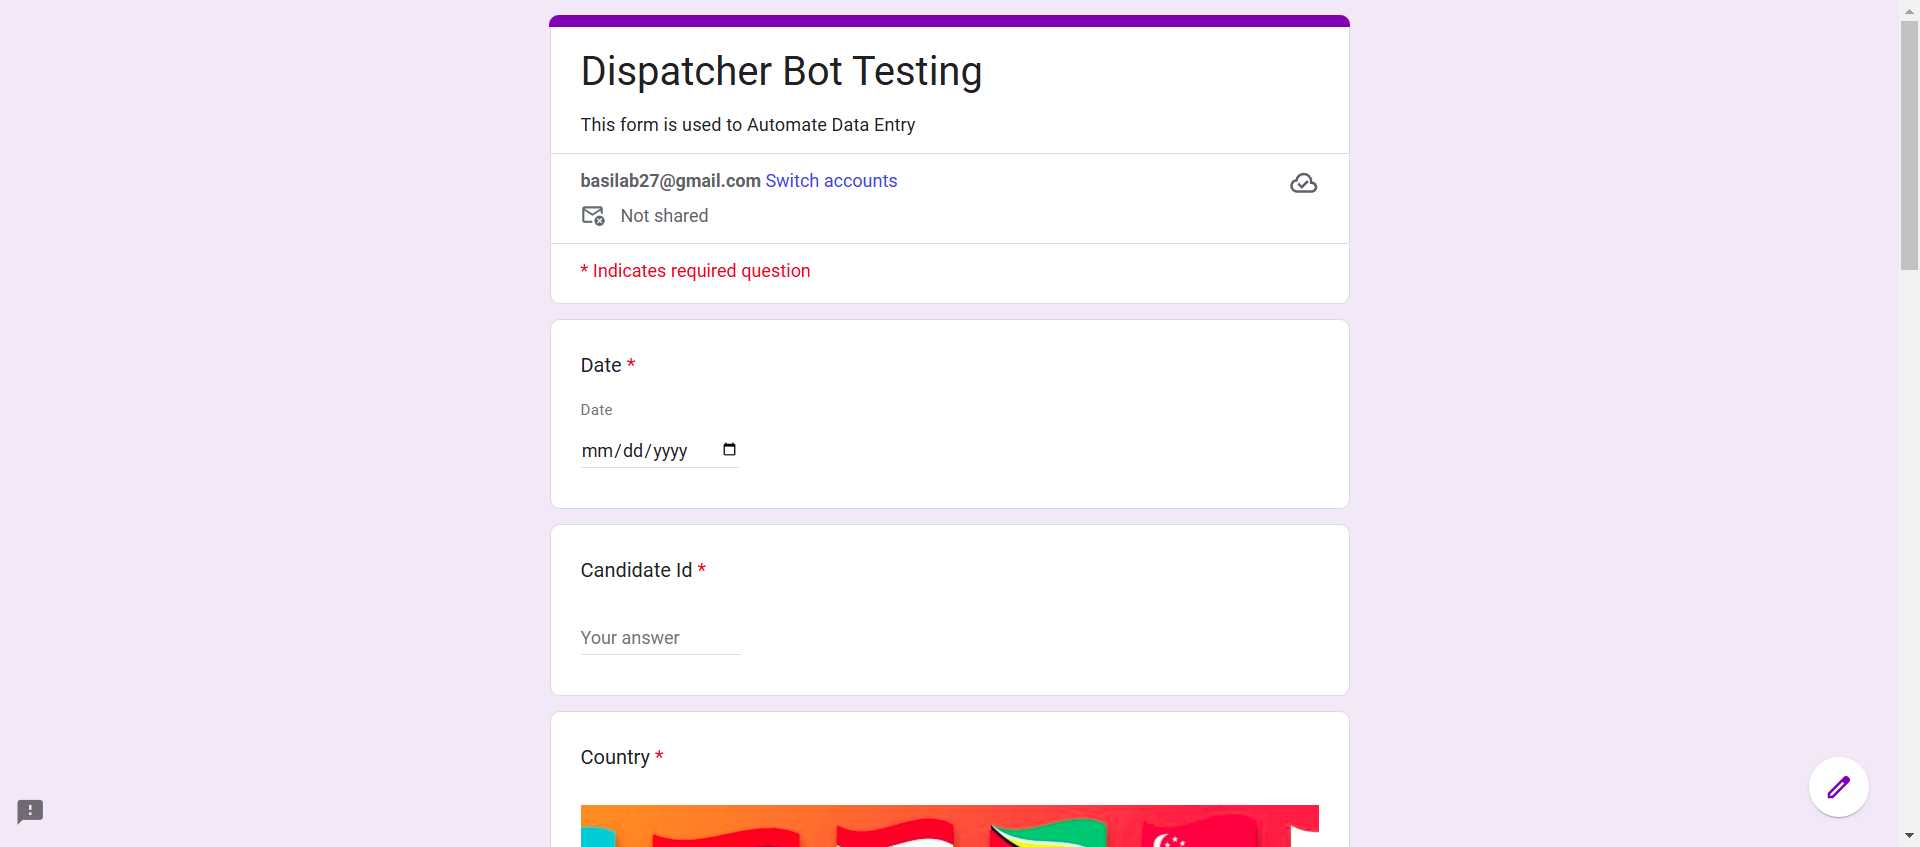 Dispatcher Bot Testing
This form is used to Automate Data Entry
basilab27@gmail.com Switch accounts
Not shared
* Indicates required question
Date *
Date
mm/dd/yyyy
Candidate Id *
Your answer
Country *